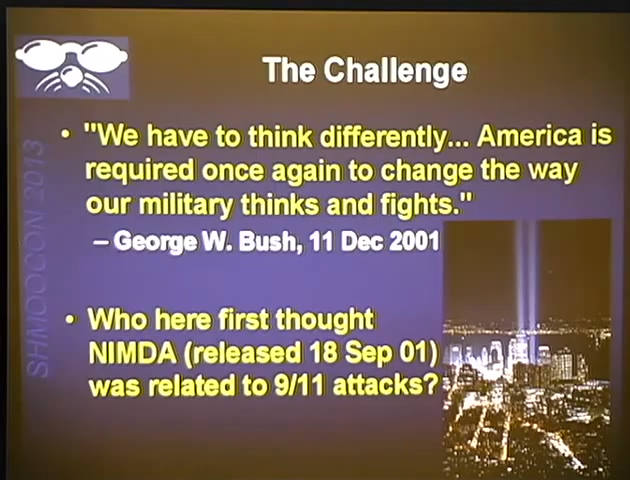 The Challenge
• "We have to think differently... America is
required once again to change the way
our military thinks and fights."
– George W. Bush, 11 Dec 2001
• Who here first thought
NIMDA (released 18 Sep 01)
was related to 9/11 attacks?
SHMOOCON 2013